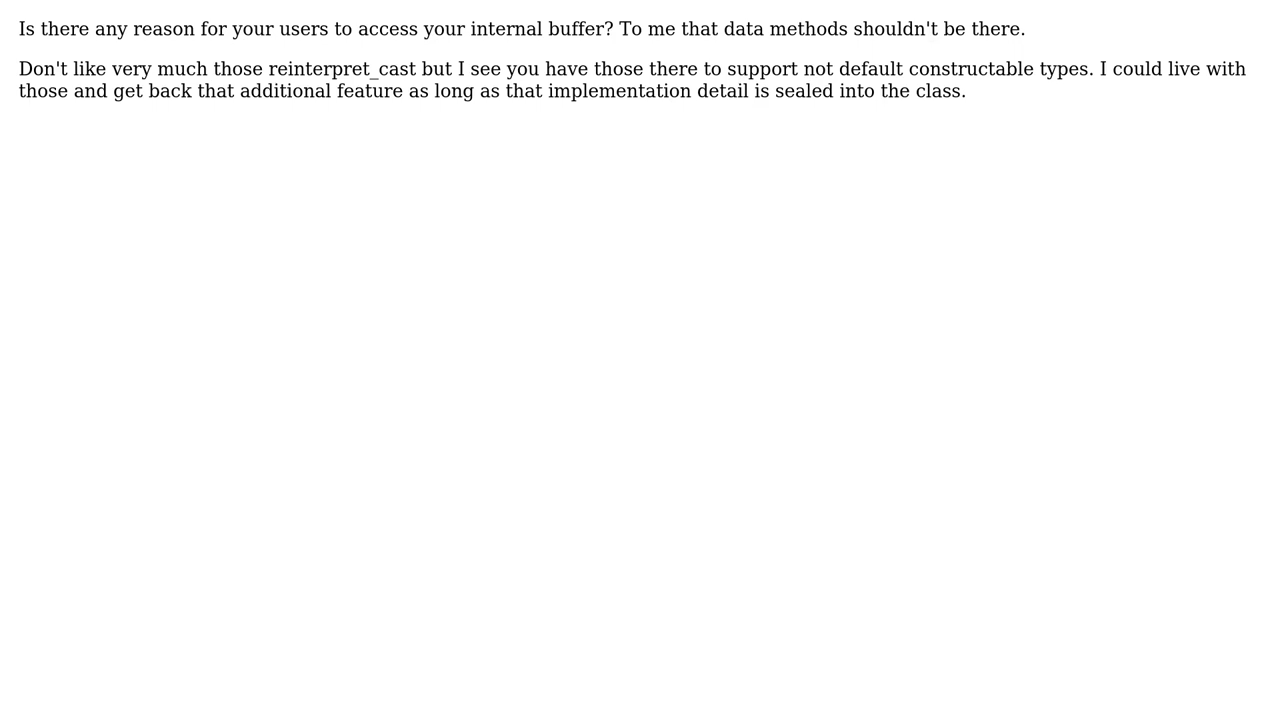 Is there any reason for your users to access your internal buffer? To me that data methods shouldn't be there.
Don't like very much those reinterpret_cast but I see you have those there to support not default constructable types. I could live with
those and get back that additional feature as long as that implementation detail is sealed into the class.